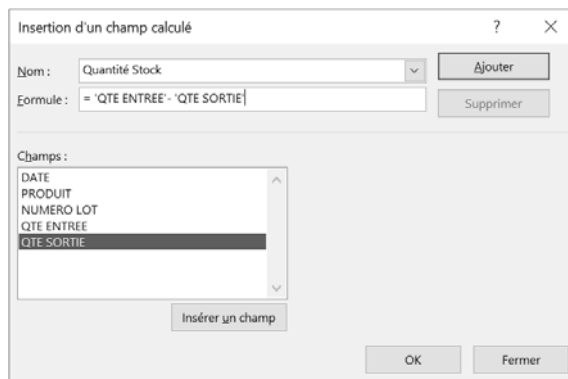 Insertion d'un champ calculé ? ×
Nom : Quantité Stock Ajouter
Formule : = 'QTE ENTREE'- 'QTE SORTIE' Supprimer
Champs :
DATE
PRODUIT
NUMERO LOT
QTE ENTREE
QTE SORTIE
Insérer un champ
OK Fermer